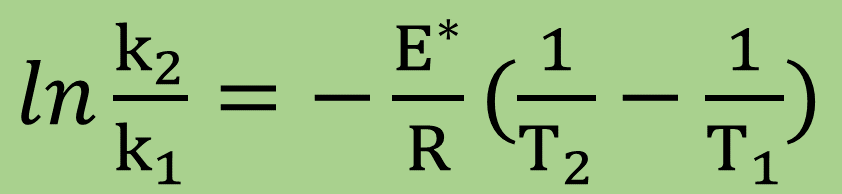 ln k₂/k₁ = − E*/R (1/T₂ − 1/T₁)